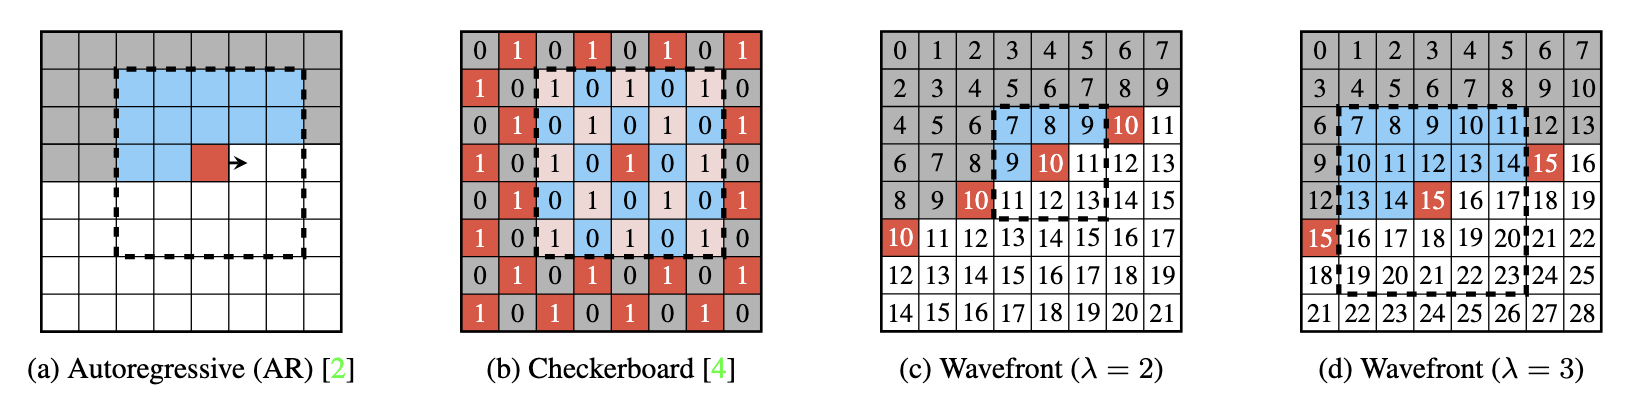 0 1 0 1 0 1 0 1 0 1 2 3 4 5 6 7 0 1 2 3 4 5 6 7
1 0 1 0 1 0 1 0 2 3 4 5 6 7 8 9 3 4 5 6 7 8 9 10
0 1 0 1 0 1 0 1 4 5 6 7 8 9 10 11 6 7 8 9 10 11 12 13
1 0 1 0 1 0 1 0 6 7 8 9 10 11 12 13 9 10 11 12 13 14 15 16
0 1 0 1 0 1 0 1 8 9 10 11 12 13 14 15 12 13 14 15 16 17 18 19
1 0 1 0 1 0 1 0 10 11 12 13 14 15 16 17 15 16 17 18 19 20 21 22
0 1 0 1 0 1 0 1 12 13 14 15 16 17 18 19 18 19 20 21 22 23 24 25
1 0 1 0 1 0 1 0 14 15 16 17 18 19 20 21 21 22 23 24 25 26 27 28
(a) Autoregressive (AR) [2] (b) Checkerboard [4] (c) Wavefront (λ = 2) (d) Wavefront (λ = 3)